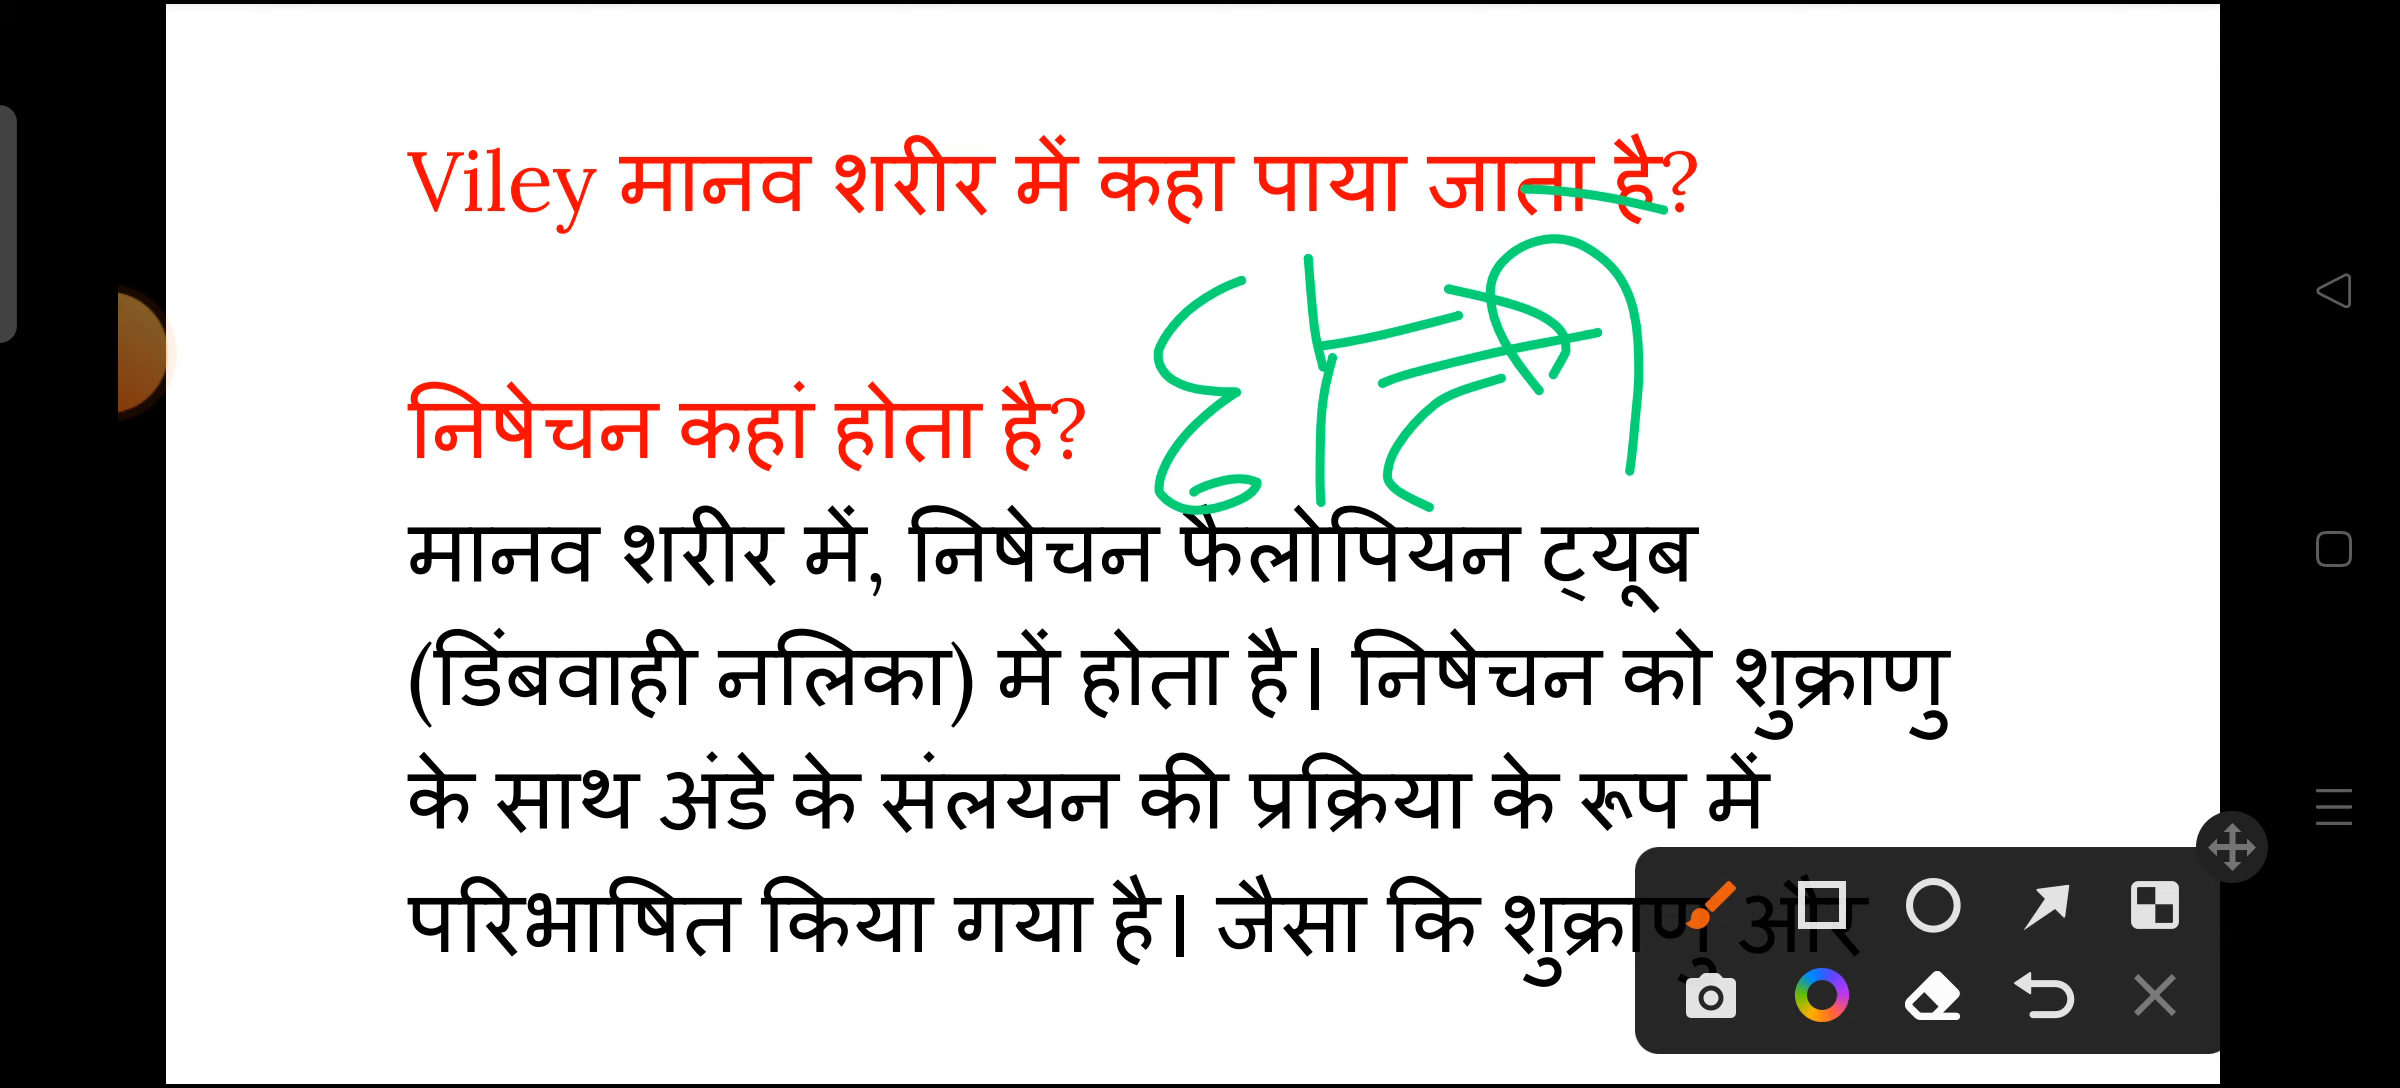 Viley मानव शरीर में कहा पाया जाता है?
निषेचन कहां होता है?
मानव शरीर में, निषेचन फैलोपियन ट्यूब
(डिंबवाही नलिका) में होता है। निषेचन को शुक्राणु
के साथ अंडे के संलयन की प्रक्रिया के रूप में
परिभाषित किया गया है। जैसा कि शुक्राणु और